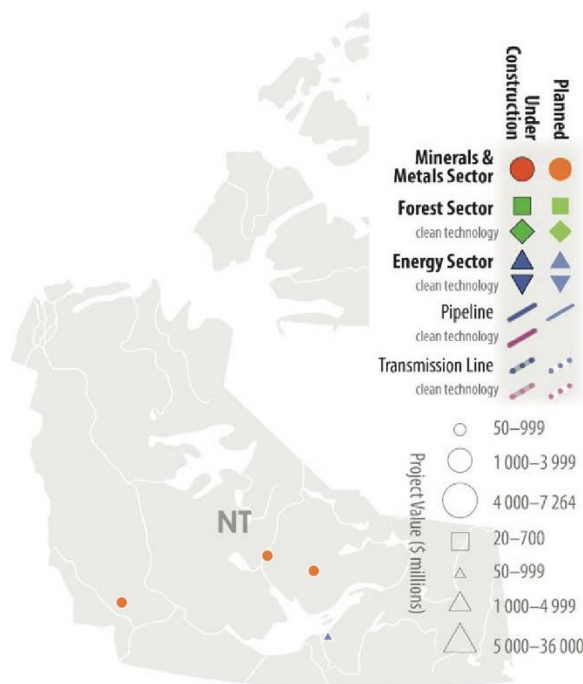 Under
Construction
Planned
Minerals &
Metals Sector
Forest Sector
clean technology
Energy Sector
clean technology
Pipeline
clean technology
Transmission Line
clean technology
NT
Project Value ($ millions)
50–999
1 000–3 999
4 000–7 264
20–700
50–999
1 000–4 999
5 000–36 000